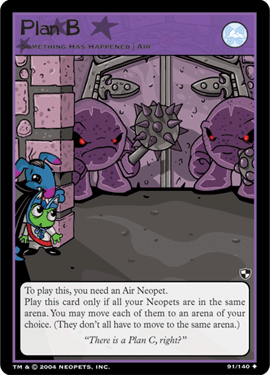 Plan B
Something Has Happened | Air
To play this, you need an Air Neopet.
Play this card only if all your Neopets are in the same
arena. You may move each of them to an arena of your
choice. (They don't all have to move to the same arena.)
"There is a Plan C, right?"
TM & © 2004 NEOPETS, INC.
91/140 ♦